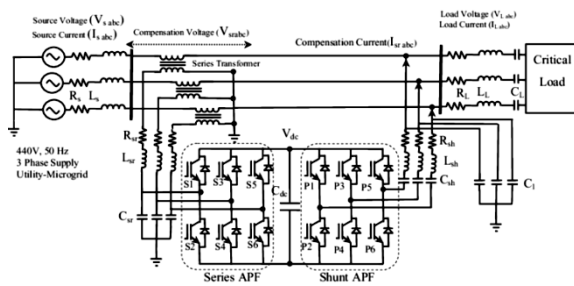 Source Voltage (Vs abc)
Source Current (Is abc)
Compensation Voltage (Vsrabc)
Series Transformer
Compensation Current(Isr abc)
Load Voltage (VL abc)
Load Current (IL abc)
Rs Ls
RL LL CL
Critical
Load
440V, 50 Hz
3 Phase Supply
Utility-Microgrid
Rsr
Lsr
Csr
Vdc
Cdc
Rsh
Lsh
Csh
C1
S1 S3 S5
S2 S4 S6
P1 P3 P5
P2 P4 P6
Series APF
Shunt APF